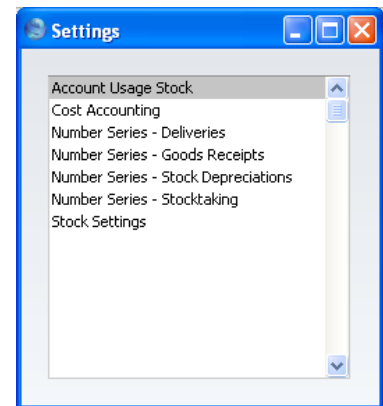 Settings
Account Usage Stock
Cost Accounting
Number Series - Deliveries
Number Series - Goods Receipts
Number Series - Stock Depreciations
Number Series - Stocktaking
Stock Settings